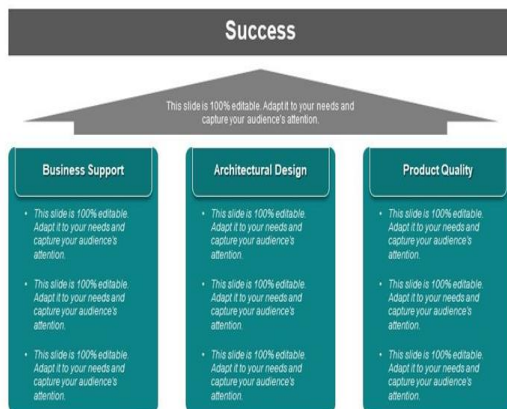 Success
This slide is 100% editable. Adapt it to your needs and
capture your audience's attention.
Business Support
• This slide is 100% editable.
Adapt it to your needs and
capture your audience's
attention.
• This slide is 100% editable.
Adapt it to your needs and
capture your audience's
attention.
• This slide is 100% editable.
Adapt it to your needs and
capture your audience's
attention.
Architectural Design
• This slide is 100% editable.
Adapt it to your needs and
capture your audience's
attention.
• This slide is 100% editable.
Adapt it to your needs and
capture your audience's
attention.
• This slide is 100% editable.
Adapt it to your needs and
capture your audience's
attention.
Product Quality
• This slide is 100% editable.
Adapt it to your needs and
capture your audience's
attention.
• This slide is 100% editable.
Adapt it to your needs and
capture your audience's
attention.
• This slide is 100% editable.
Adapt it to your needs and
capture your audience's
attention.